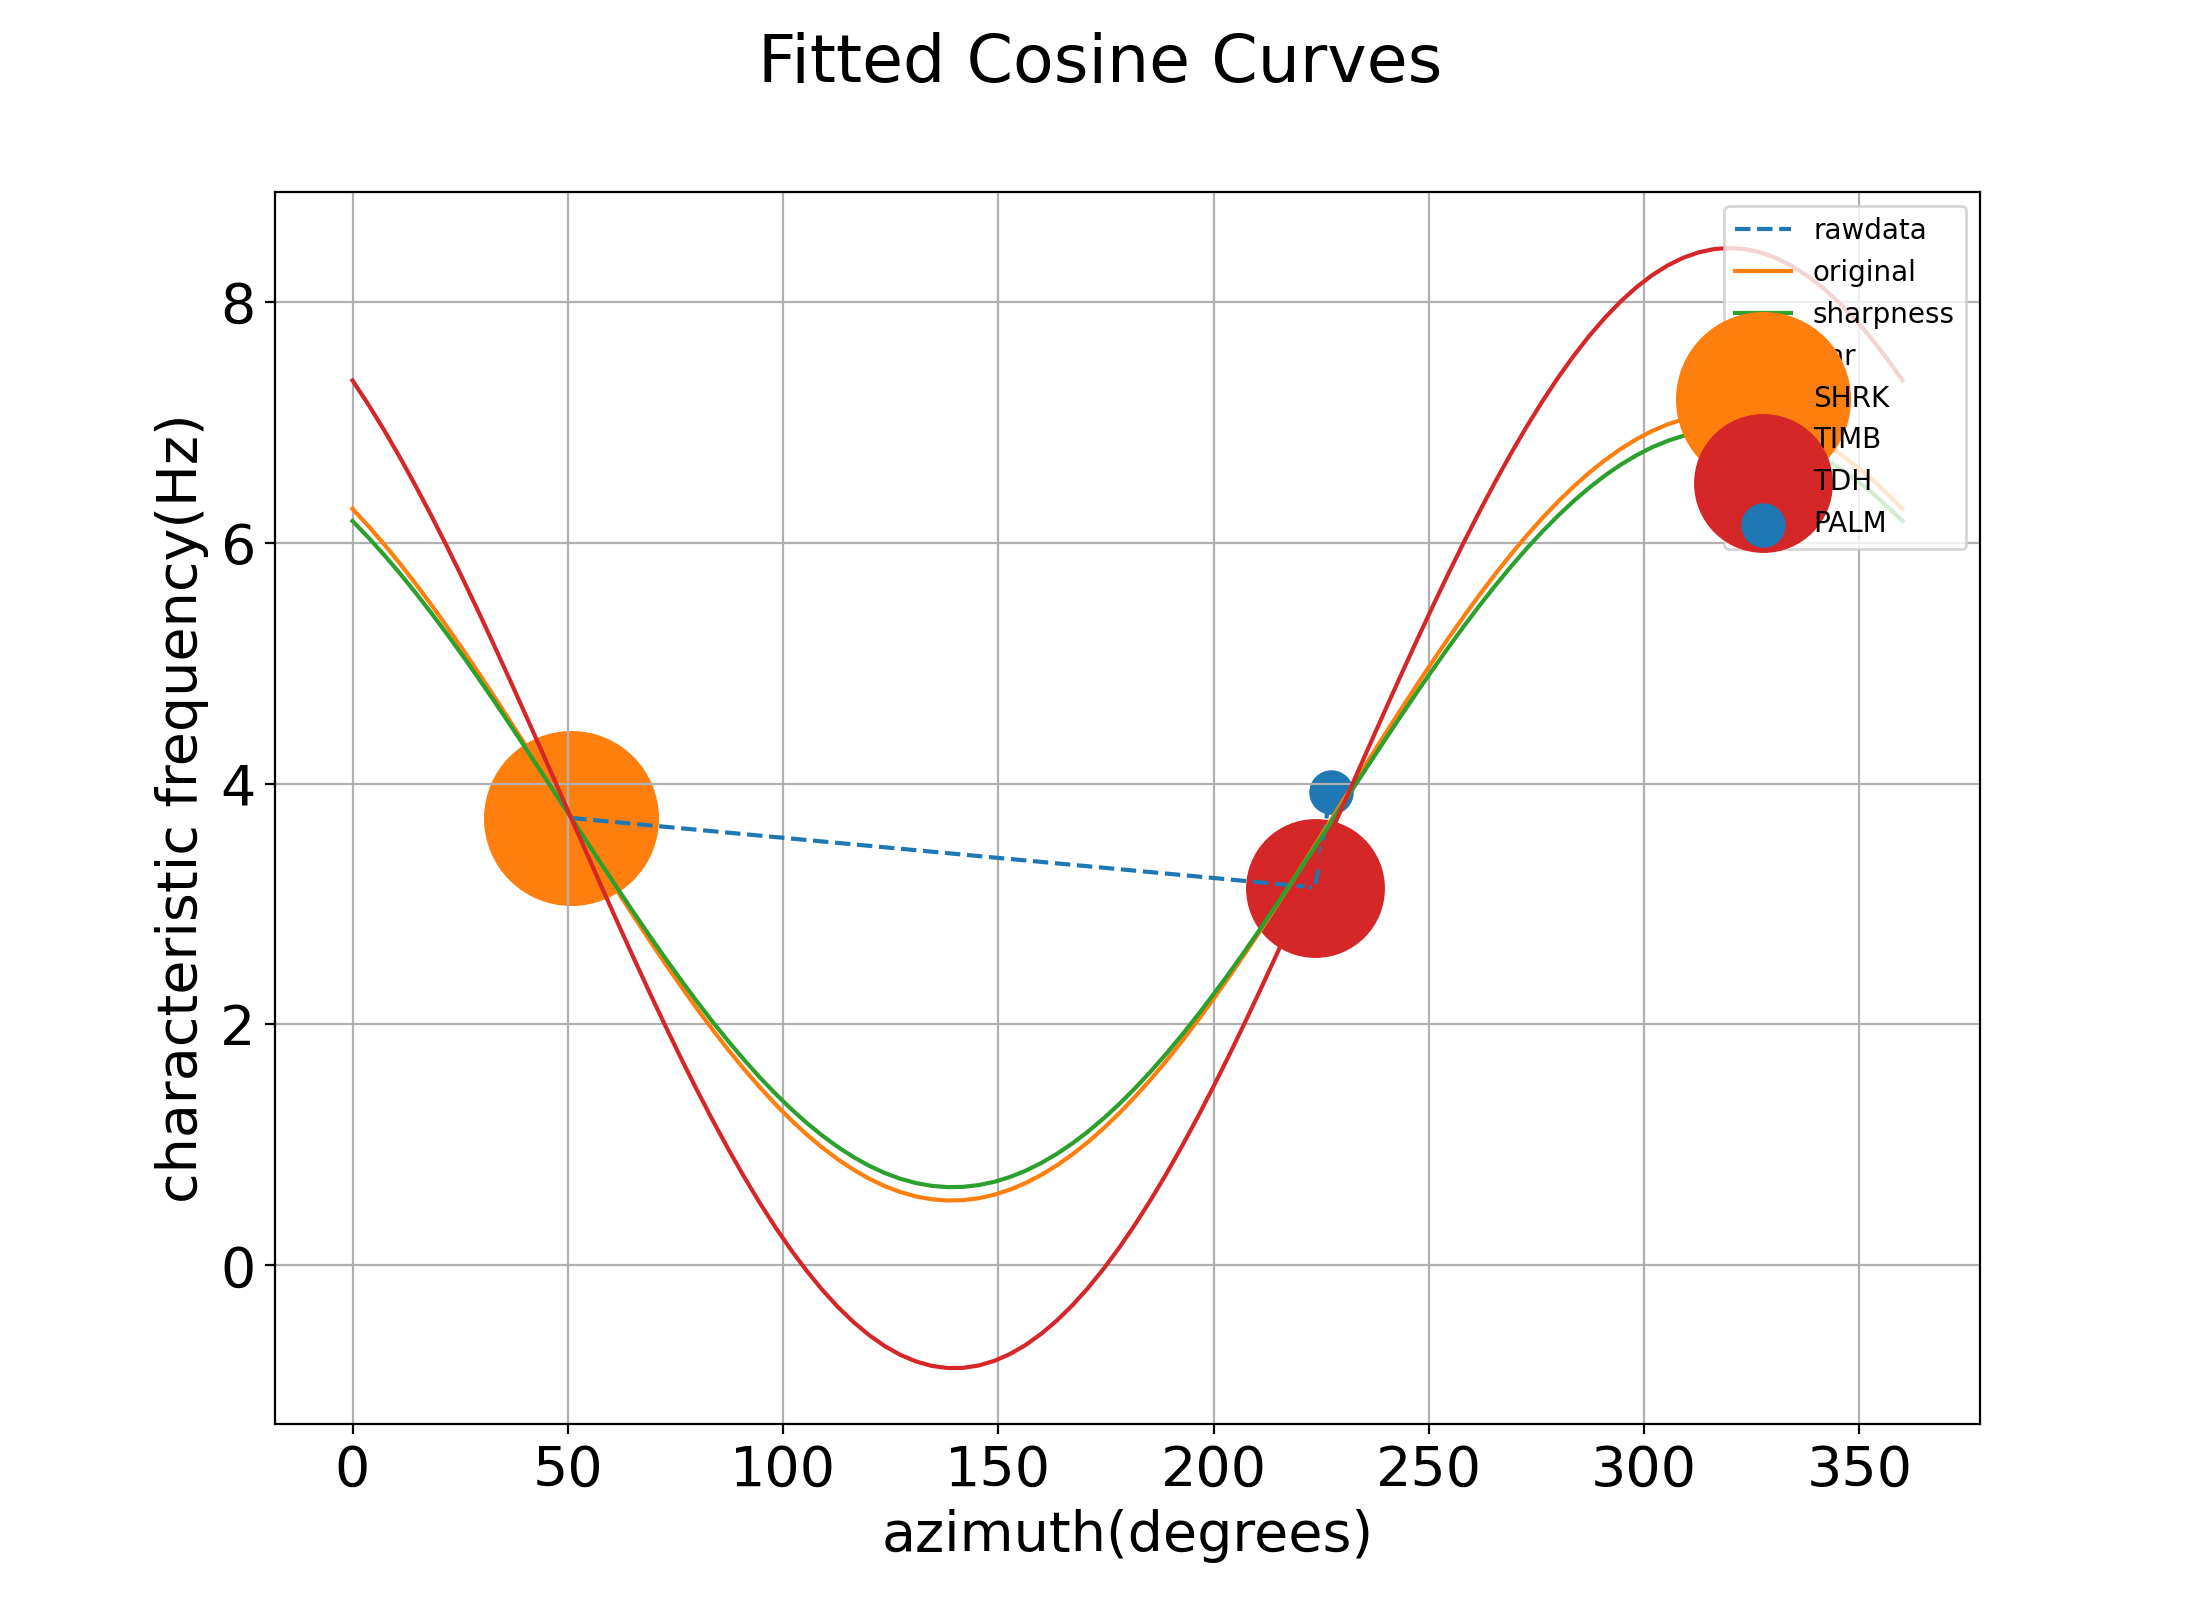 Fitted Cosine Curves
characteristic frequency(Hz)
8
6
4
2
0
0 50 100 150 200 250 300 350
azimuth(degrees)
rawdata
original
sharpness
SHRK
TIMB
TDH
PALM